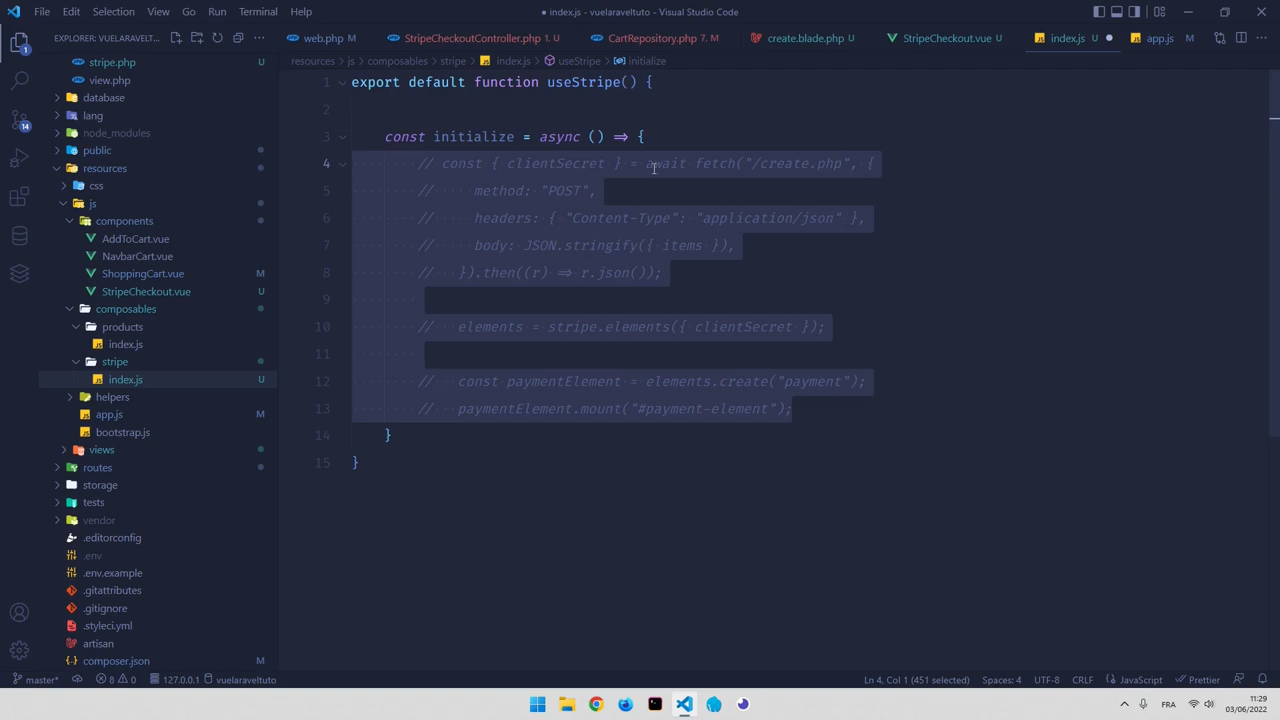 File Edit Selection View Go Run Terminal Help
● index.js - vuelaraveltuto - Visual Studio Code
EXPLORER: VUELARAVELT...
web.php M
StripeCheckoutController.php 1 U
CartRepository.php 7, M
create.blade.php U
StripeCheckout.vue U
index.js U ●
app.js M
resources > js > composables > stripe > index.js > useStripe > initialize
stripe.php U
view.php
database
lang
node_modules
public
resources
css
js
components
AddToCart.vue
NavbarCart.vue
ShoppingCart.vue M
StripeCheckout.vue U
composables
products
index.js
stripe
index.js U
helpers
app.js M
bootstrap.js
views
routes
storage
tests
vendor
.editorconfig
.env
.env.example
.gitattributes
.gitignore
.styleci.yml
artisan
composer.json M
14
1 export default function useStripe() {
2
3 const initialize = async () => {
4 // const { clientSecret } = await fetch("/create.php", {
5 // method: "POST",
6 // headers: { "Content-Type": "application/json" },
7 // body: JSON.stringify({ items }),
8 // }).then((r) => r.json());
9
10 // elements = stripe.elements({ clientSecret });
11
12 // const paymentElement = elements.create("payment");
13 // paymentElement.mount("#payment-element");
14 }
15 }
master* 8 0 127.0.0.1 vuelaraveltuto
Ln 4, Col 1 (451 selected) Spaces: 4 UTF-8 CRLF JavaScript Prettier
FRA
11:29
03/06/2022